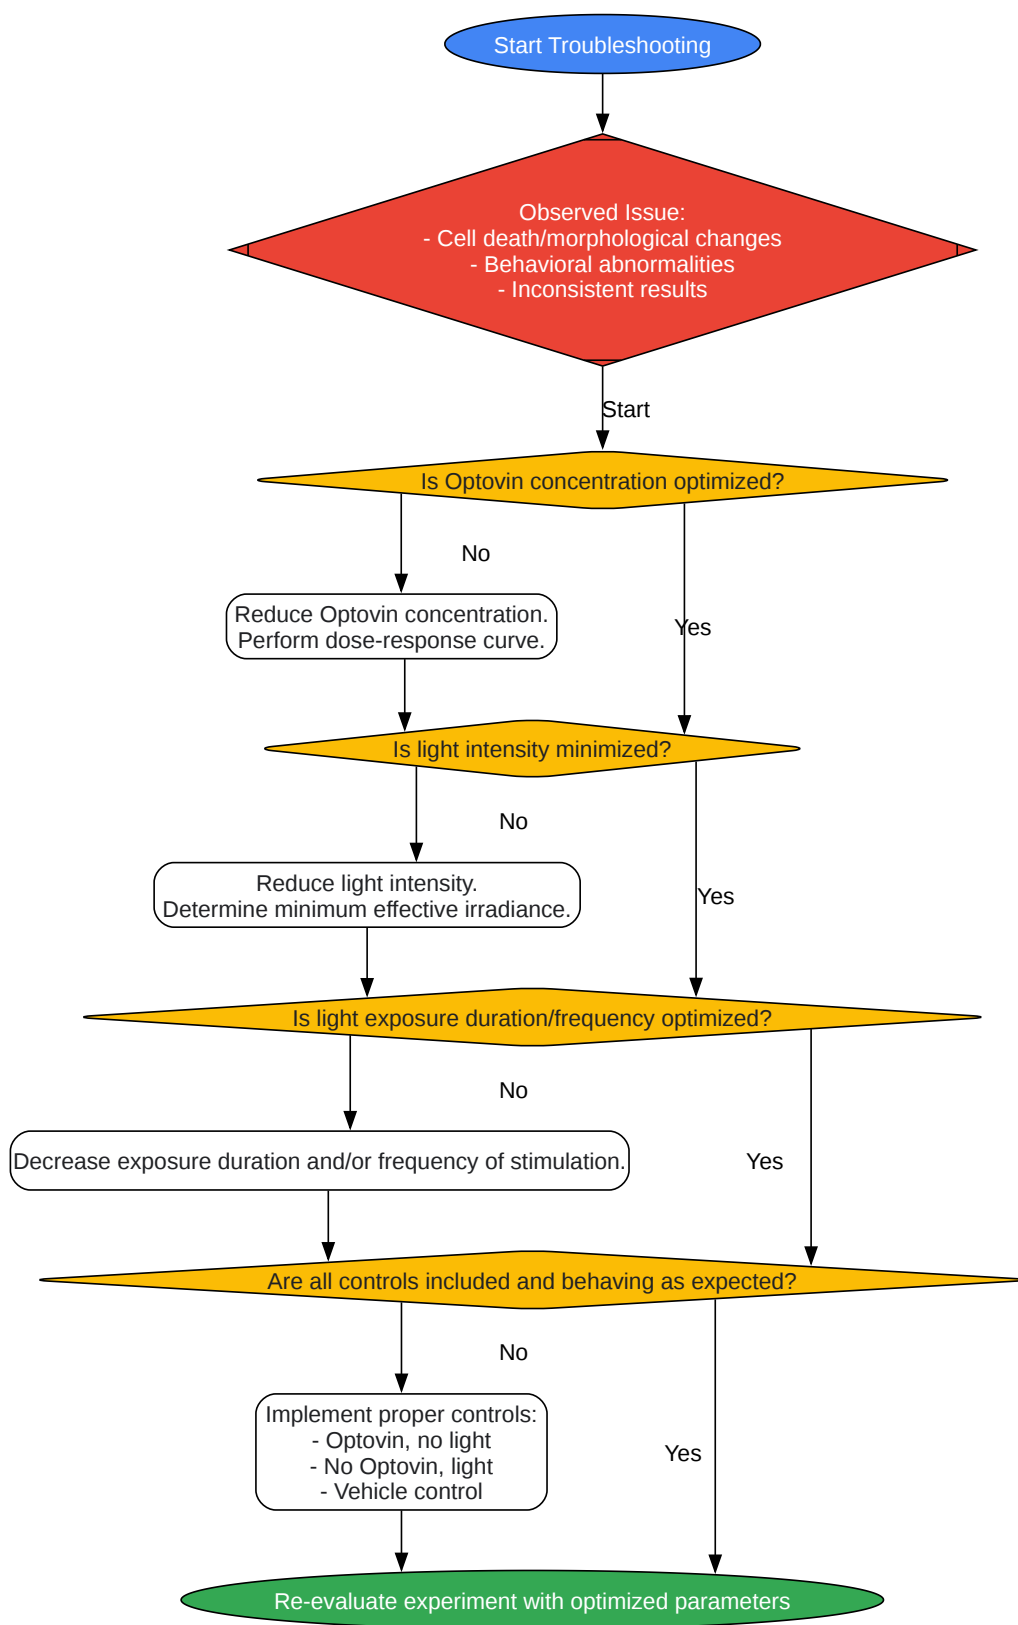 Start Troubleshooting
Observed Issue:
- Cell death/morphological changes
- Behavioral abnormalities
- Inconsistent results
Start
Is Optovin concentration optimized?
No
Reduce Optovin concentration.
Perform dose-response curve.
Yes
Is light intensity minimized?
No
Reduce light intensity.
Determine minimum effective irradiance.
Yes
Is light exposure duration/frequency optimized?
No
Decrease exposure duration and/or frequency of stimulation.
Yes
Are all controls included and behaving as expected?
No
Implement proper controls:
- Optovin, no light
- No Optovin, light
- Vehicle control
Yes
Re-evaluate experiment with optimized parameters